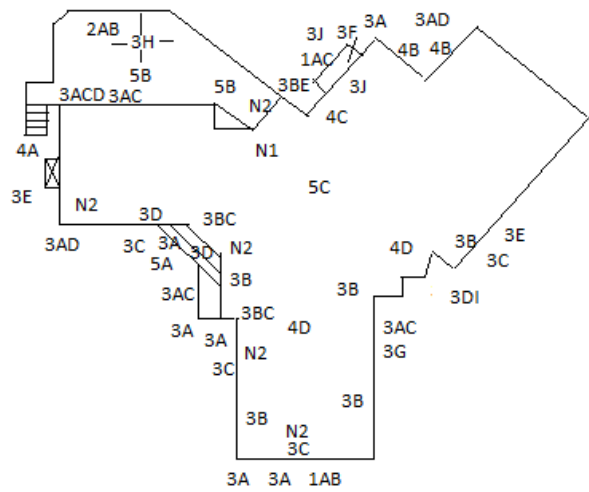 3A 3AD
2AB 3J 3F
3H 4B 4B
1AC
5B 5B 3BE 3J
3ACD 3AC N2
4C
4A N1
5C
3E N2
3D 3BC
3AD 3C 3A 3D N2 4D 3B 3E
5A 3C
3B
3AC 3B 3DI
3BC
3A 3A 4D 3AC
N2 3G
3C
3B
3B
N2
3C
3A 3A 1AB